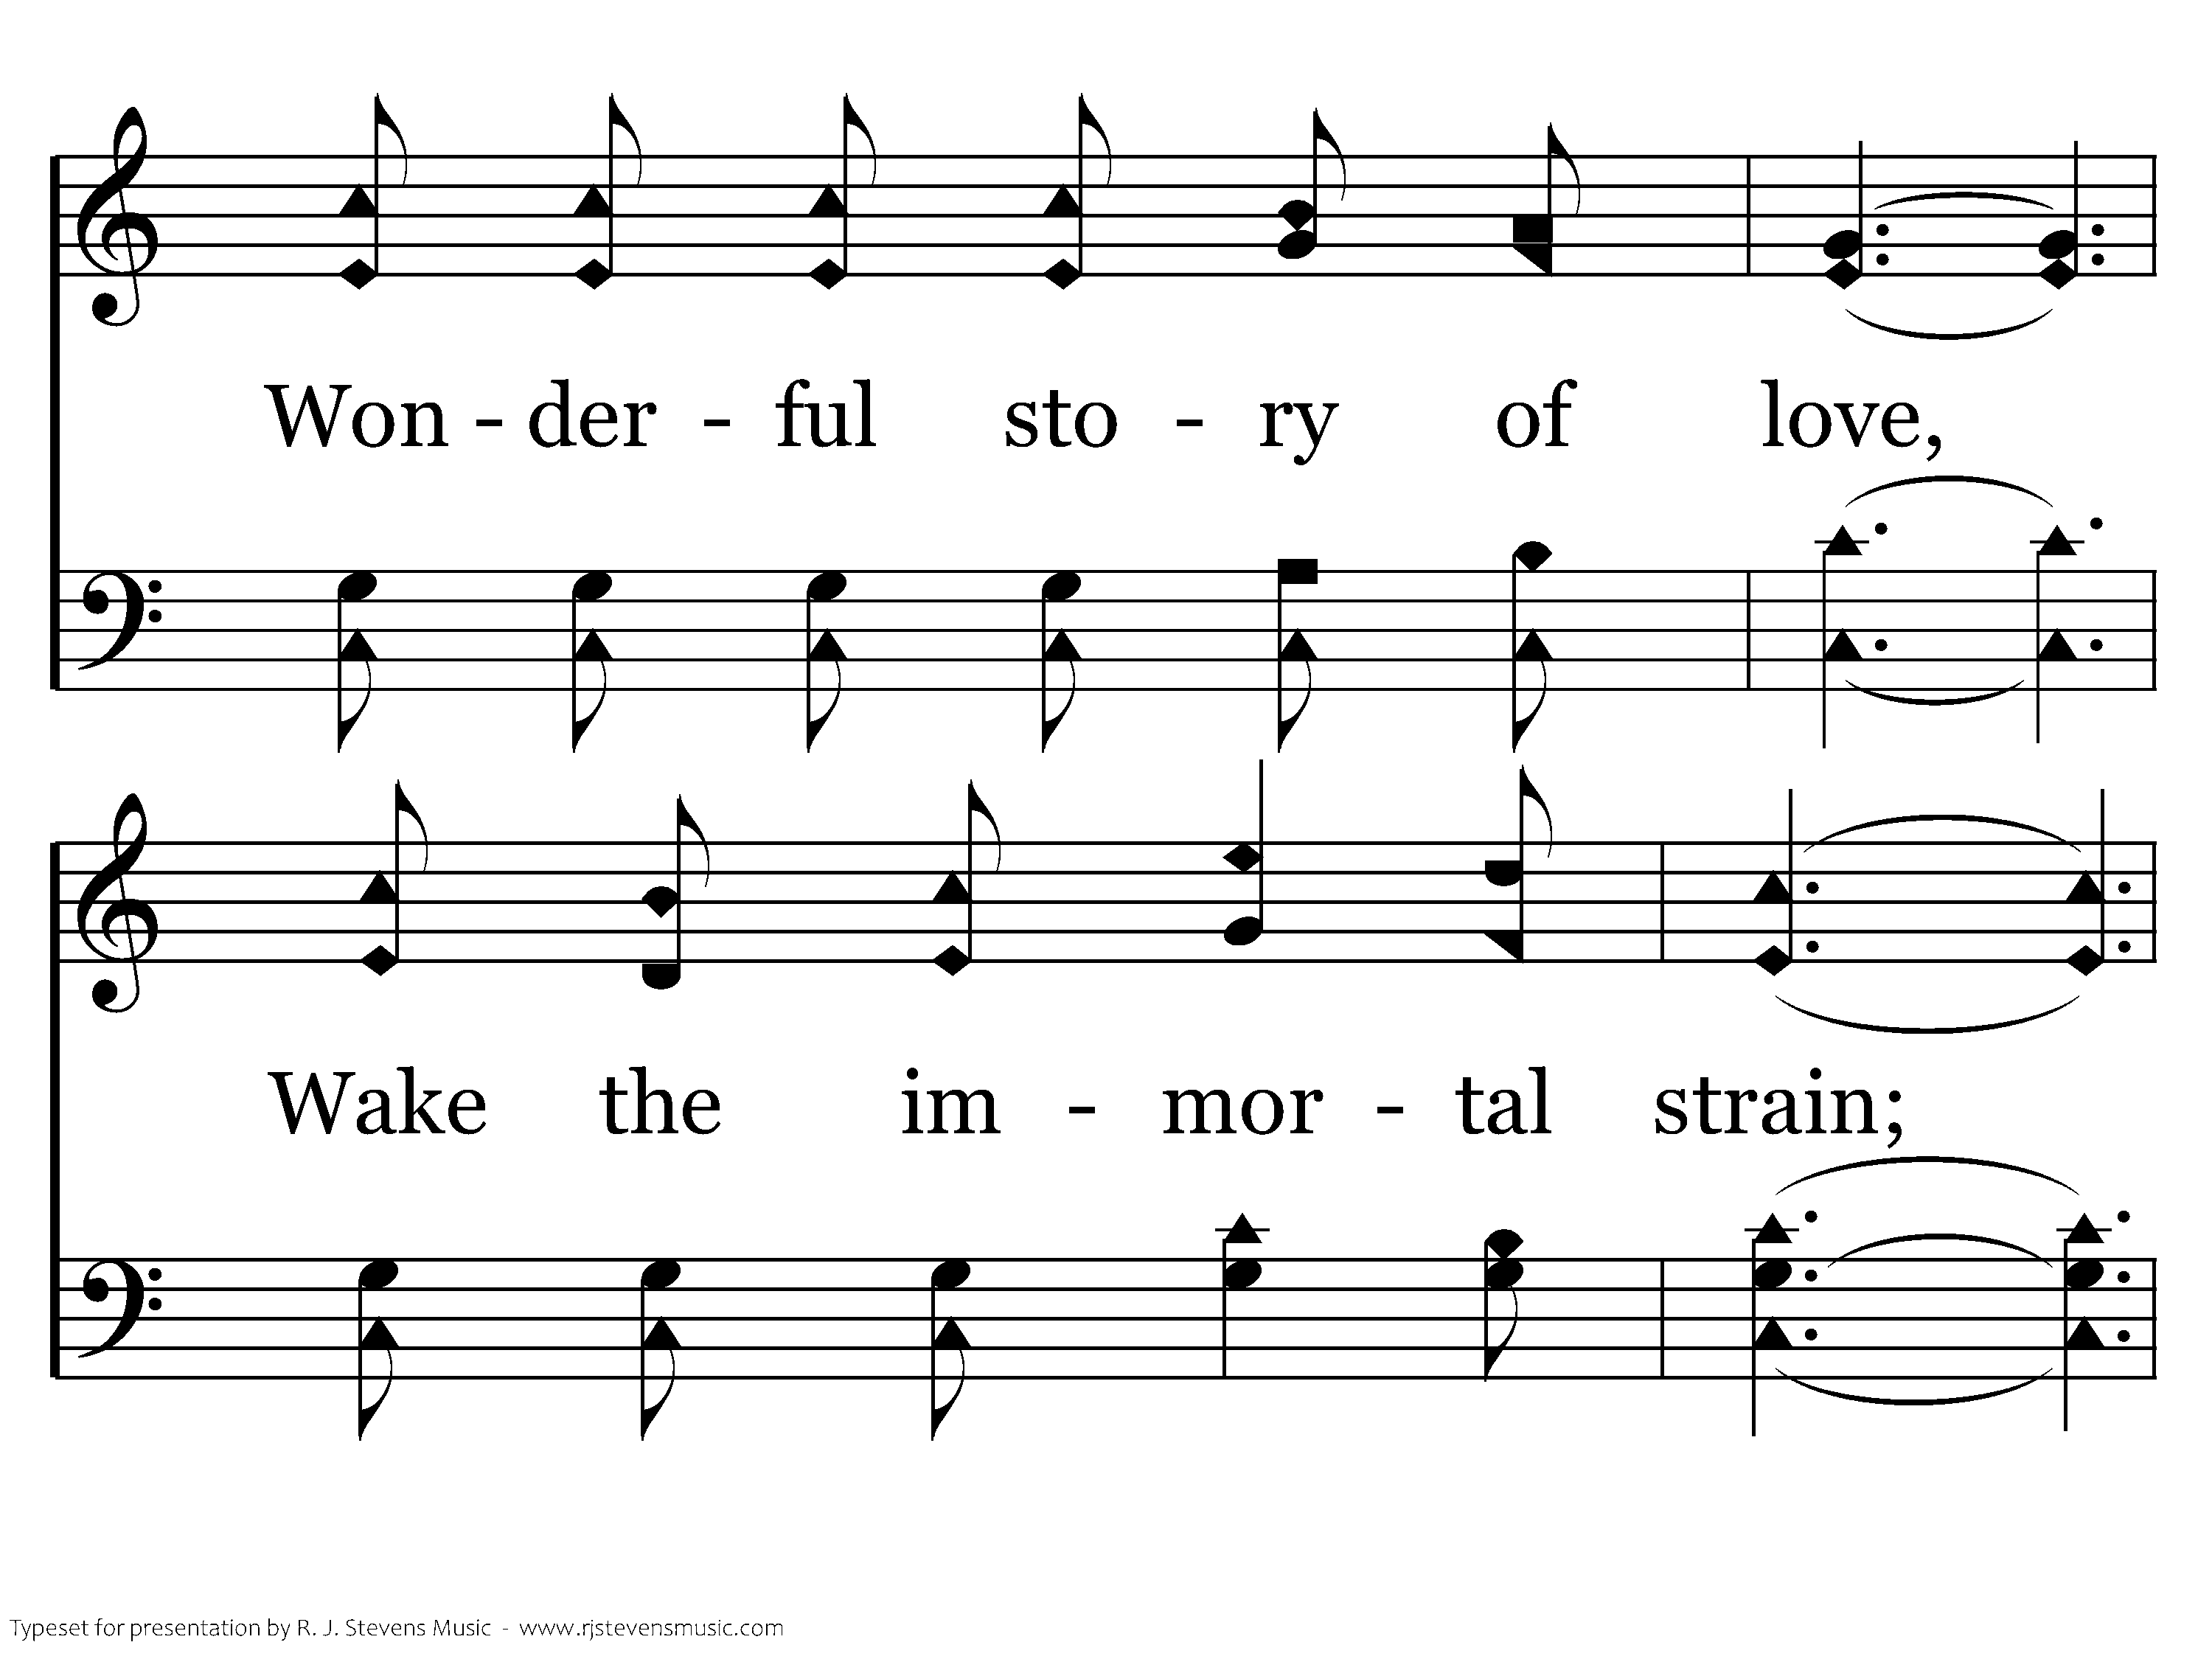 Won - der - ful sto - ry of love,
Wake the im - mor - tal strain;
Typeset for presentation by R. J. Stevens Music - www.rjstevensmusic.com